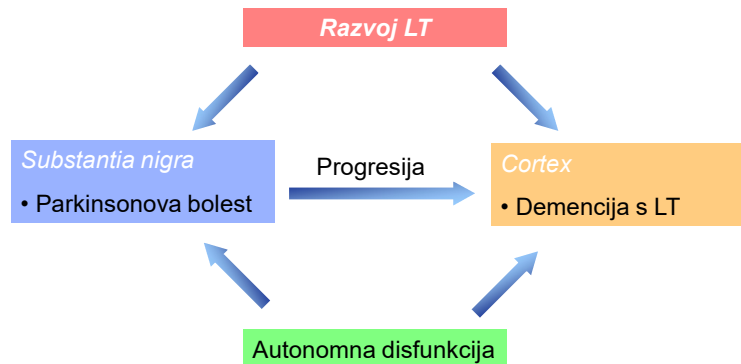 Razvoj LT
Substantia nigra
• Parkinsonova bolest
Progresija
Cortex
• Demencija s LT
Autonomna disfunkcija